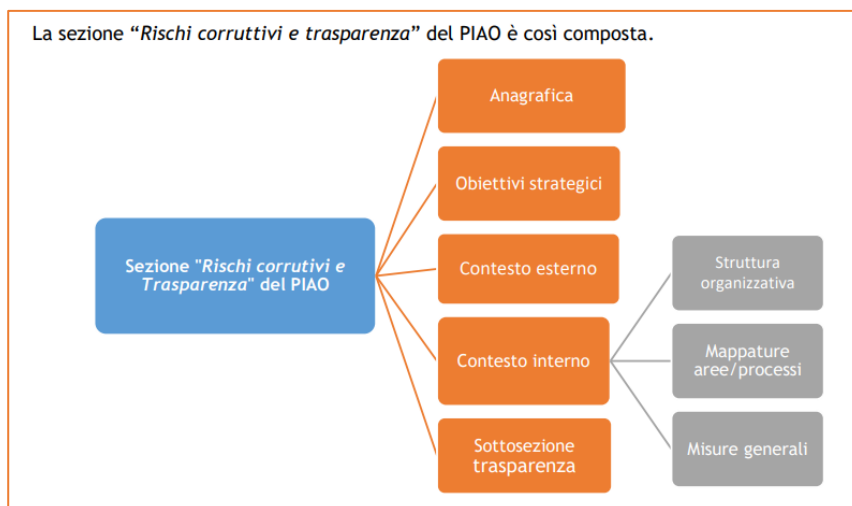 La sezione “Rischi corruttivi e trasparenza” del PIAO è così composta.
Anagrafica
Obiettivi strategici
Sezione "Rischi corrutivi e
Trasparenza" del PIAO
Contesto esterno
Struttura
organizzativa
Contesto interno
Mappature
aree/processi
Sottosezione
trasparenza
Misure generali